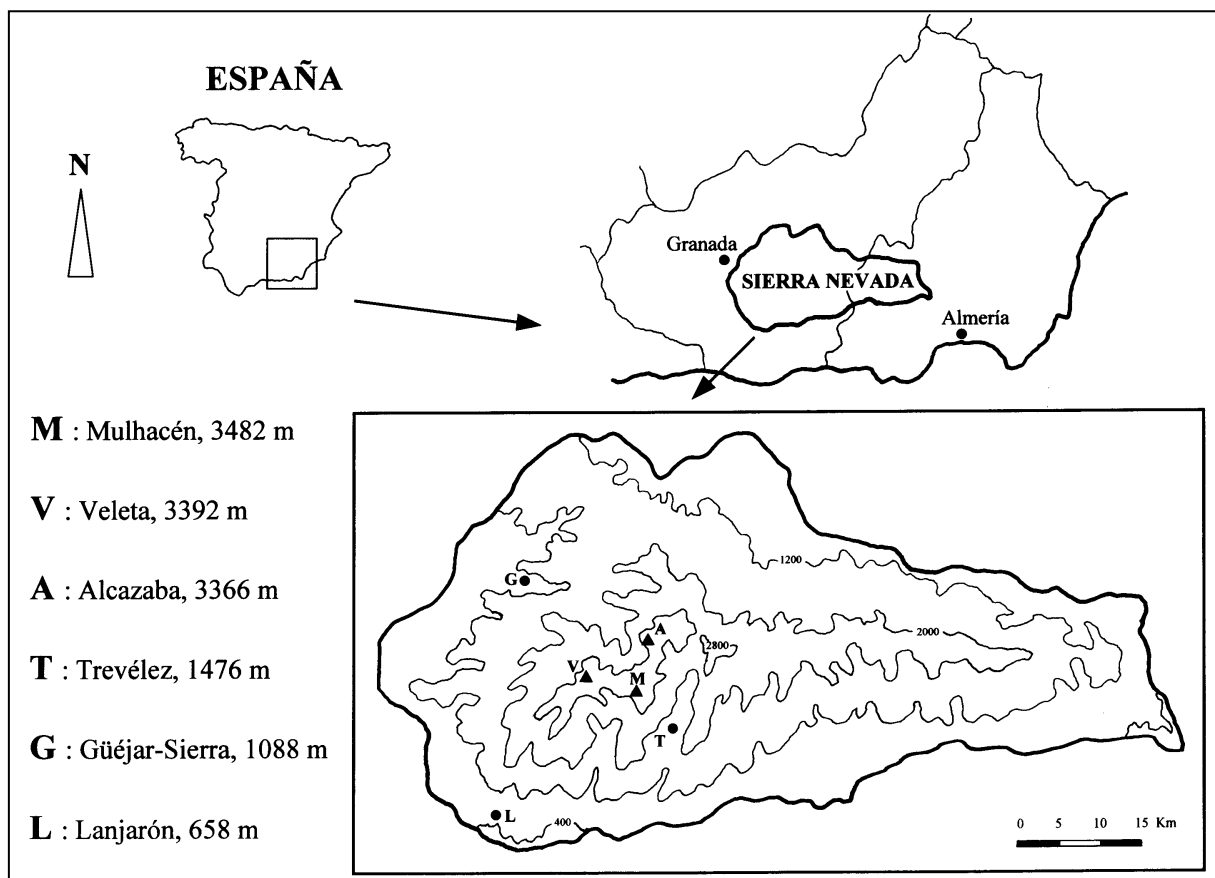 ESPAÑA
N
Granada
SIERRA NEVADA
Almería
M : Mulhacén, 3482 m
V : Veleta, 3392 m
A : Alcazaba, 3366 m
T : Trevélez, 1476 m
G : Güéjar-Sierra, 1088 m
L : Lanjarón, 658 m
1200
G
A
2000
2800
V
M
T
L
400
0 5 10 15 Km